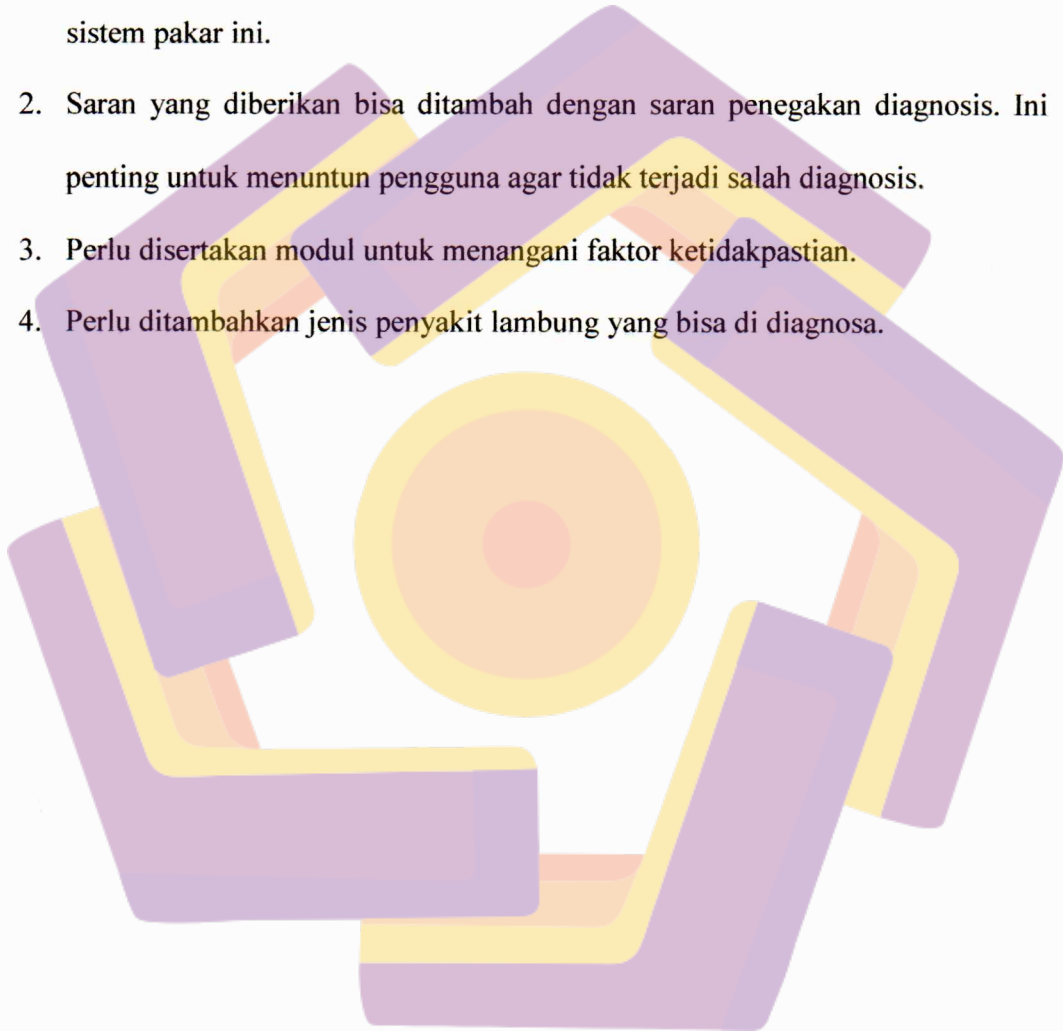 sistem pakar ini.
2. Saran yang diberikan bisa ditambah dengan saran penegakan diagnosis. Ini
penting untuk menuntun pengguna agar tidak terjadi salah diagnosis.
3. Perlu disertakan modul untuk menangani faktor ketidakpastian.
4. Perlu ditambahkan jenis penyakit lambung yang bisa di diagnosa.